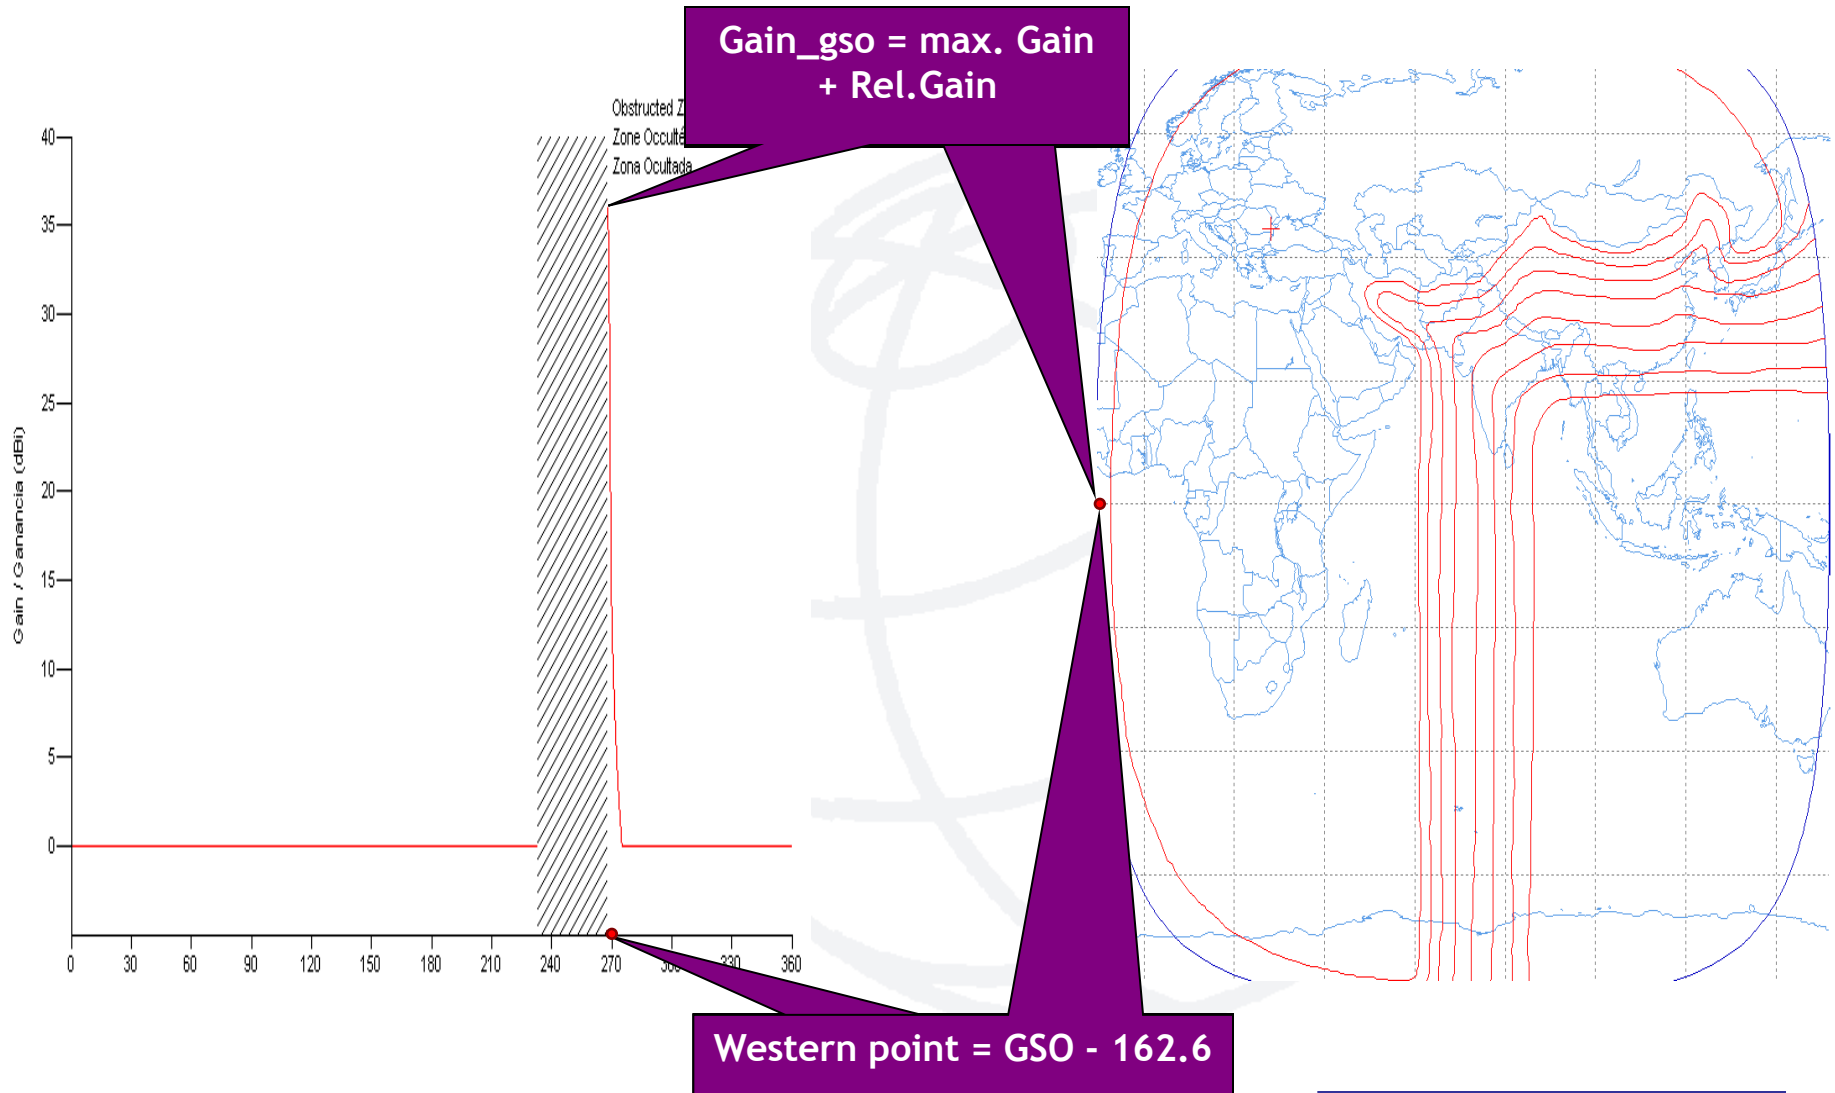 Gain_gso = max. Gain
+ Rel.Gain
Obstructed
Zone Occulté
Zona Ocultada
40
35
30
25
20
15
10
5
0
Gain / Ganancia (dBi)
0 30 60 90 120 150 180 210 240 270 300 330 360
Western point = GSO - 162.6